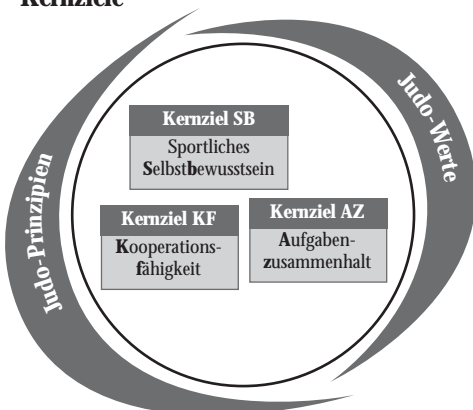 Kernziele
Judo-Werte
Kernziel SB
Sportliches
Selbstbewusstsein
Kernziel KF
Kooperations-
fähigkeit
Kernziel AZ
Aufgaben-
zusammenhalt
Judo-Prinzipien